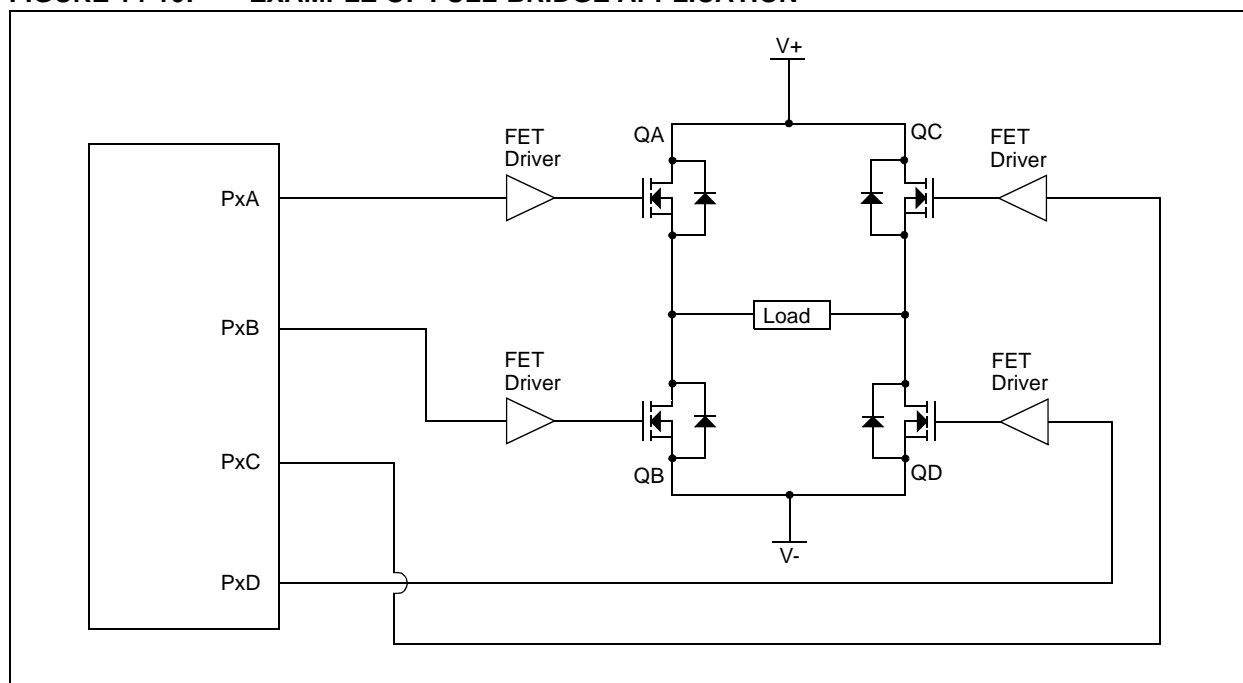 V+
QA
QC
FET
Driver
FET
Driver
PxA
PxB
Load
FET
Driver
FET
Driver
PxC
QB
QD
V-
PxD